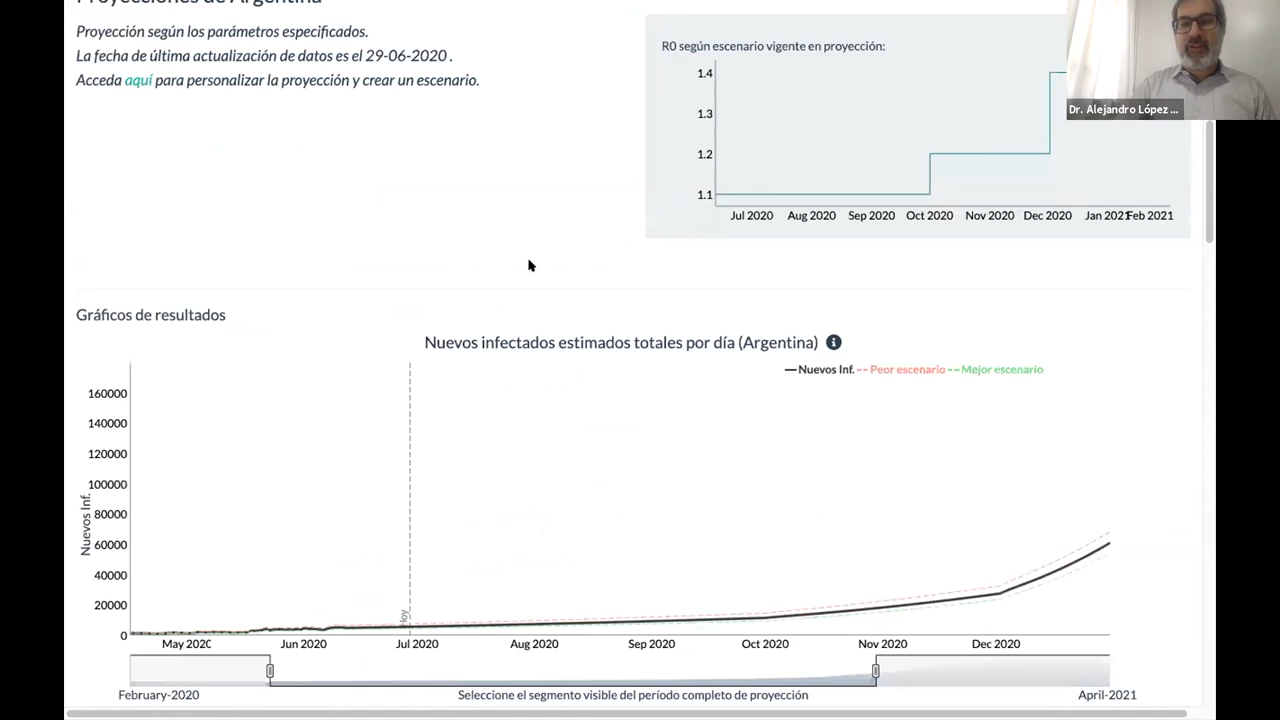 Proyecciones de Argentina
Proyección según los parámetros especificados.
La fecha de última actualización de datos es el 29-06-2020 .
Acceda aquí para personalizar la proyección y crear un escenario.
R0 según escenario vigente en proyección:
1.4
1.3
1.2
1.1
Jul 2020 Aug 2020 Sep 2020 Oct 2020 Nov 2020 Dec 2020 Jan 2021 Feb 2021
Dr. Alejandro López ...
Gráficos de resultados
Nuevos infectados estimados totales por día (Argentina)
Nuevos Inf. Peor escenario Mejor escenario
Nuevos Inf.
160000
140000
120000
100000
80000
60000
40000
20000
0
Hoy
May 2020 Jun 2020 Jul 2020 Aug 2020 Sep 2020 Oct 2020 Nov 2020 Dec 2020
February-2020 Seleccione el segmento visible del período completo de proyección April-2021